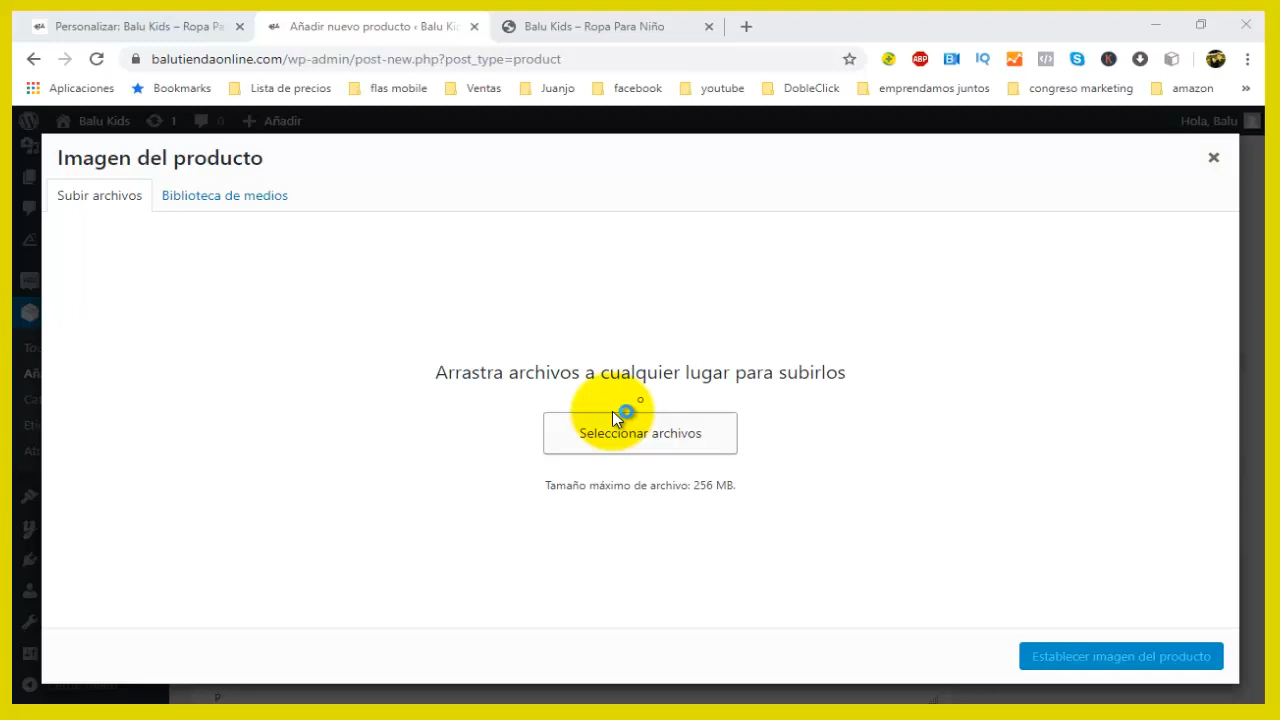 Personalizar: Balu Kids – Ropa Pa
Añadir nuevo producto ‹ Balu Kid
Balu Kids – Ropa Para Niño
balutiendaonline.com/wp-admin/post-new.php?post_type=product
Aplicaciones Bookmarks Lista de precios flas mobile Ventas Juanjo facebook youtube DobleClick emprendamos juntos congreso marketing amazon »
Balu Kids 1 0 Añadir Hola, Balu
Imagen del producto
Subir archivos Biblioteca de medios
Arrastra archivos a cualquier lugar para subirlos
o
Seleccionar archivos
Tamaño máximo de archivo: 256 MB.
Establecer imagen del producto